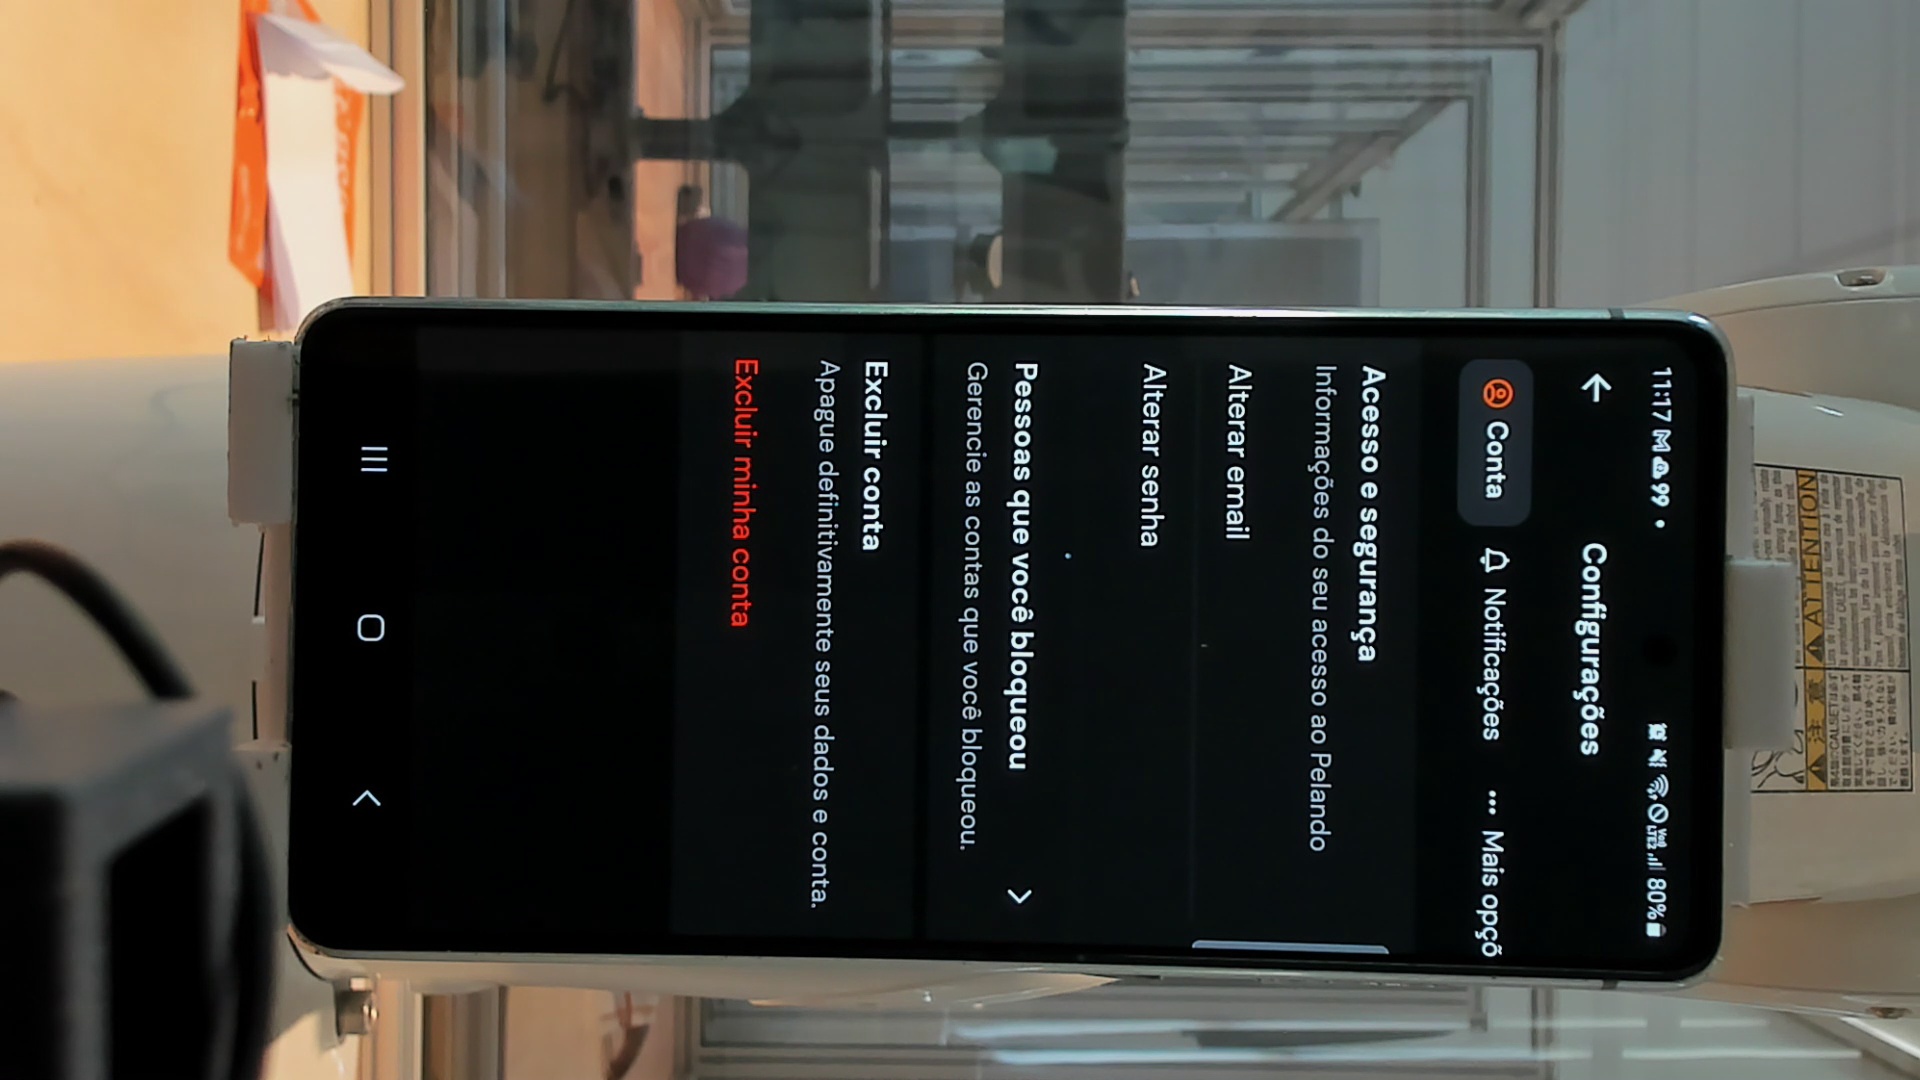 11:17
80%
Configurações
Conta
Notificações
Mais opçõ
Acesso e segurança
Informações do seu acesso ao Pelando
Alterar email
Alterar senha
Pessoas que você bloqueou
Gerencie as contas que você bloqueou.
Excluir conta
Apague definitivamente seus dados e conta.
Excluir minha conta
ATTENTION
注意